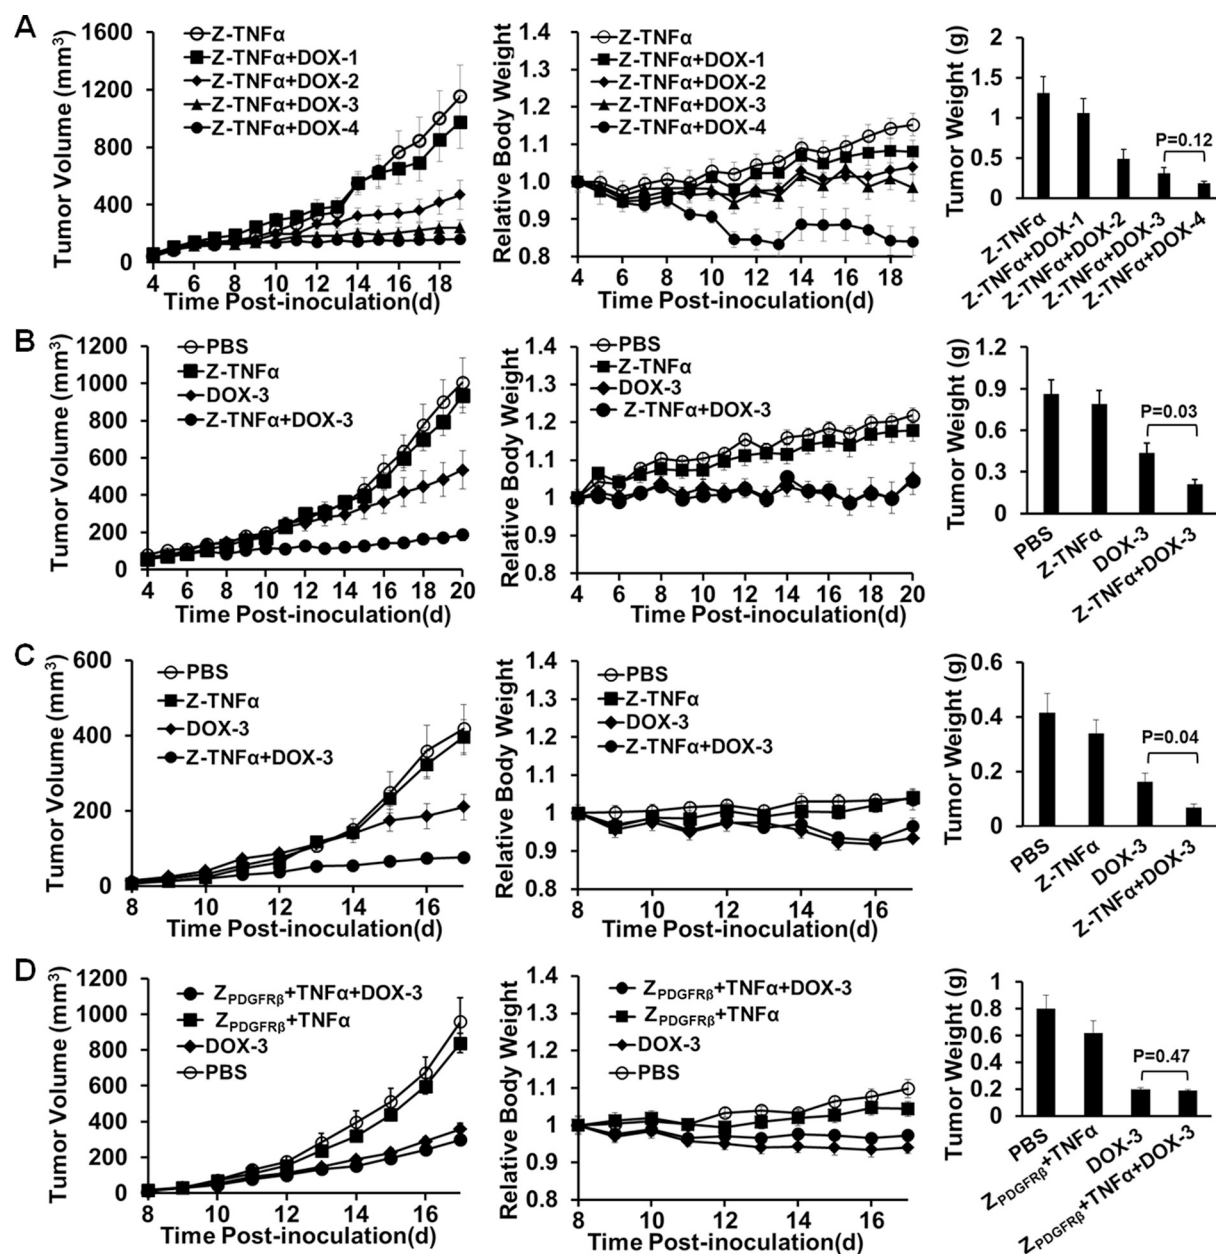 A
Tumor Volume (mm³)
1600
1200
800
400
0
Z-TNFα
Z-TNFα+DOX-1
Z-TNFα+DOX-2
Z-TNFα+DOX-3
Z-TNFα+DOX-4
4 6 8 10 12 14 16 18
Time Post-inoculation(d)
Relative Body Weight
1.4
1.3
1.2
1.1
1.0
0.9
0.8
Z-TNFα
Z-TNFα+DOX-1
Z-TNFα+DOX-2
Z-TNFα+DOX-3
Z-TNFα+DOX-4
4 6 8 10 12 14 16 18
Time Post-inoculation(d)
Tumor Weight (g)
2
1.5
1
0.5
0
P=0.12
Z-TNFα
Z-TNFα+DOX-1
Z-TNFα+DOX-2
Z-TNFα+DOX-3
Z-TNFα+DOX-4
B
Tumor Volume (mm³)
1200
1000
800
600
400
200
0
PBS
Z-TNFα
DOX-3
Z-TNFα+DOX-3
4 6 8 10 12 14 16 18 20
Time Post-inoculation(d)
Relative Body Weight
1.4
1.3
1.2
1.1
1
0.9
0.8
PBS
Z-TNFα
DOX-3
Z-TNFα+DOX-3
4 6 8 10 12 14 16 18 20
Time Post-inoculation(d)
Tumor Weight (g)
1.2
0.9
0.6
0.3
0
P=0.03
PBS
Z-TNFα
DOX-3
Z-TNFα+DOX-3
C
Tumor Volume (mm³)
600
400
200
0
PBS
Z-TNFα
DOX-3
Z-TNFα+DOX-3
8 10 12 14 16
Time Post-inoculation(d)
Relative Body Weight
1.4
1.3
1.2
1.1
1.0
0.9
0.8
PBS
Z-TNFα
DOX-3
Z-TNFα+DOX-3
8 10 12 14 16
Time Post-inoculation(d)
Tumor Weight (g)
0.6
0.4
0.2
0
P=0.04
PBS
Z-TNFα
DOX-3
Z-TNFα+DOX-3
D
Tumor Volume (mm³)
1200
1000
800
600
400
200
0
Z_PDGFRβ+TNFα+DOX-3
Z_PDGFRβ+TNFα
DOX-3
PBS
8 10 12 14 16
Time Post-inoculation(d)
Relative Body Weight
1.4
1.3
1.2
1.1
1.0
0.9
0.8
Z_PDGFRβ+TNFα+DOX-3
Z_PDGFRβ+TNFα
DOX-3
PBS
8 10 12 14 16
Time Post-inoculation(d)
Tumor Weight (g)
1
0.8
0.6
0.4
0.2
0
P=0.47
PBS
Z_PDGFRβ+TNFα
DOX-3
Z_PDGFRβ+TNFα+DOX-3